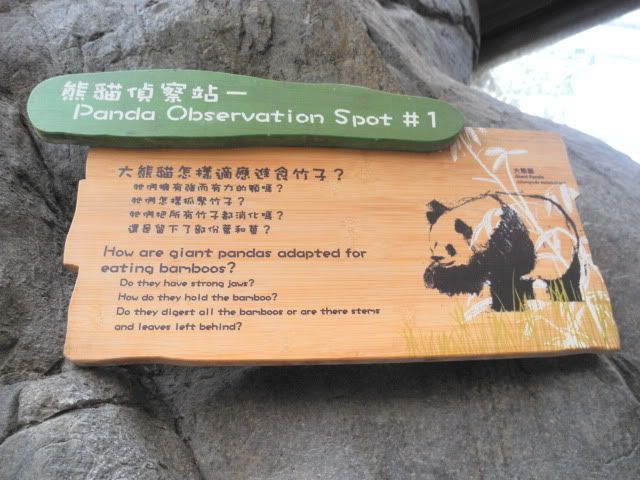 熊貓偵察站一
Panda Observation Spot #1
大熊貓怎樣適應進食竹子？
牠們擁有強而有力的顎嗎？
牠們怎樣抓緊竹子？
牠們把所有竹子都消化嗎？
還是留下了部份葉和莖？
How are giant pandas adapted for
eating bamboos?
Do they have strong jaws?
How do they hold the bamboo?
Do they digest all the bamboos or are there stems
and leaves left behind?
大熊貓
Giant Panda